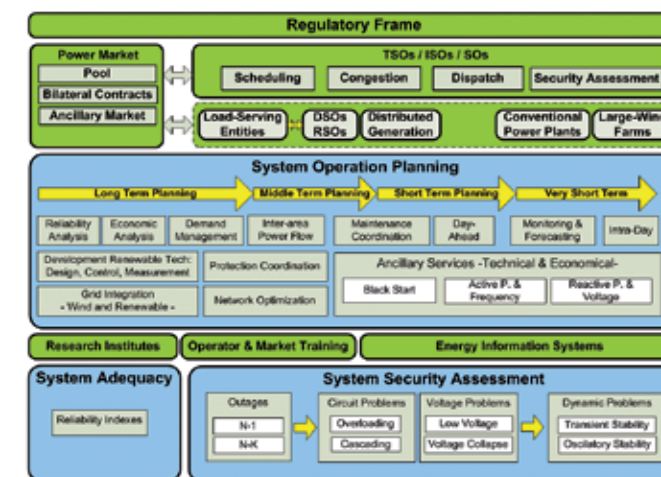 Regulatory Frame
Power Market
Pool
Bilateral Contracts
Ancillary Market
TSOs / ISOs / SOs
Scheduling
Congestion
Dispatch
Security Assessment
Load-Serving
Entities
DSOs
RSOs
Distributed
Generation
Conventional
Power Plants
Large-Wind
Farms
System Operation Planning
Long Term Planning
Middle Term Planning
Short Term Planning
Very Short Term
Reliability
Analysis
Economic
Analysis
Demand
Management
Inter-area
Power Flow
Maintenance
Coordination
Day-
Ahead
Monitoring &
Forecasting
Intra-Day
Development Renewable Tech:
Design, Control, Measurement
Protection Coordination
Grid Integration
- Wind and Renewable -
Network Optimization
Ancillary Services -Technical & Economical-
Black Start
Active P. &
Frequency
Reactive P. &
Voltage
Research Institutes
Operator & Market Training
Energy Information Systems
System Adequacy
Reliability Indexes
System Security Assessment
Outages
N-1
N-K
Circuit Problems
Overloading
Cascading
Voltage Problems
Low Voltage
Voltage Collapse
Dynamic Problems
Transient Stability
Oscilatory Stability